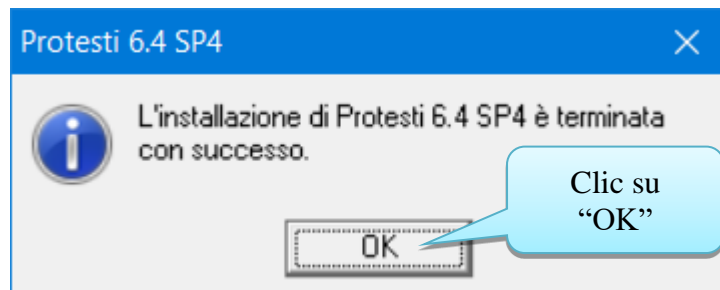 Protesti 6.4 SP4
L'installazione di Protesti 6.4 SP4 è terminata
con successo.
Clic su
“OK”
OK